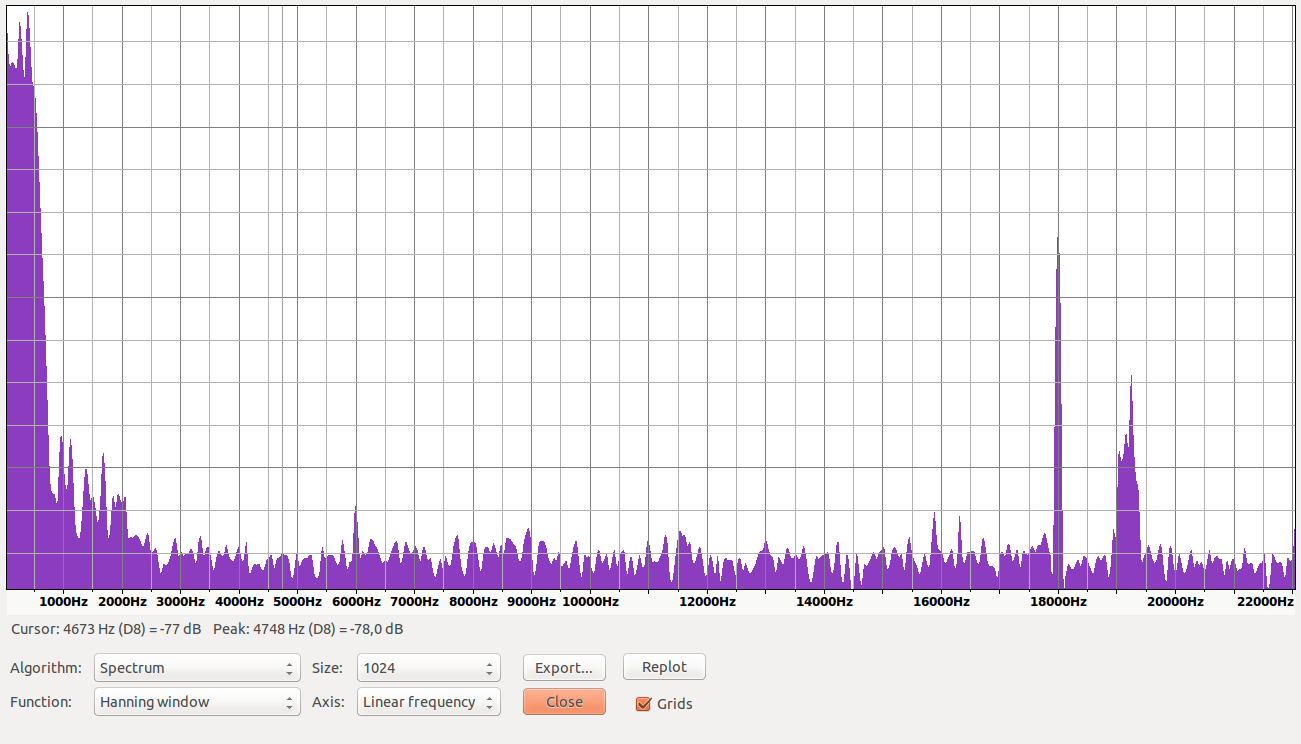 1000Hz 2000Hz 3000Hz 4000Hz 5000Hz 6000Hz 7000Hz 8000Hz 9000Hz 10000Hz 12000Hz 14000Hz 16000Hz 18000Hz 20000Hz 22000Hz
Cursor: 4673 Hz (D8) = -77 dB Peak: 4748 Hz (D8) = -78,0 dB
Algorithm: Spectrum Size: 1024 Export... Replot
Function: Hanning window Axis: Linear frequency Close Grids